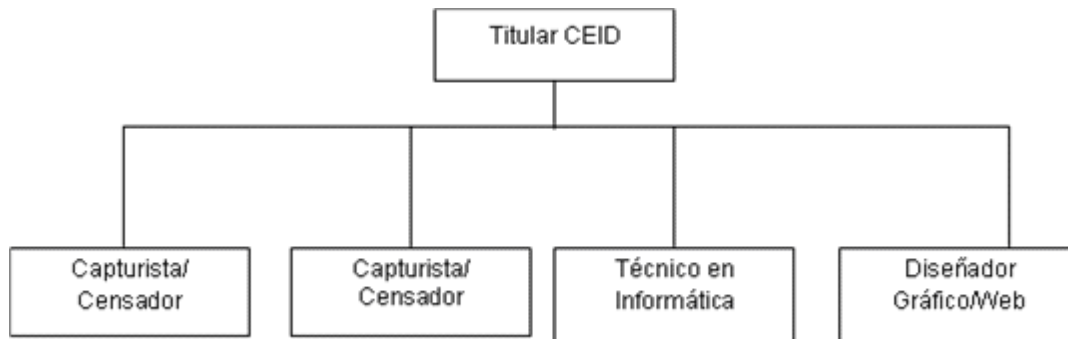 Titular CEID
Capturista/
Censador
Capturista/
Censador
Técnico en
Informática
Diseñador
Gráfico/Web